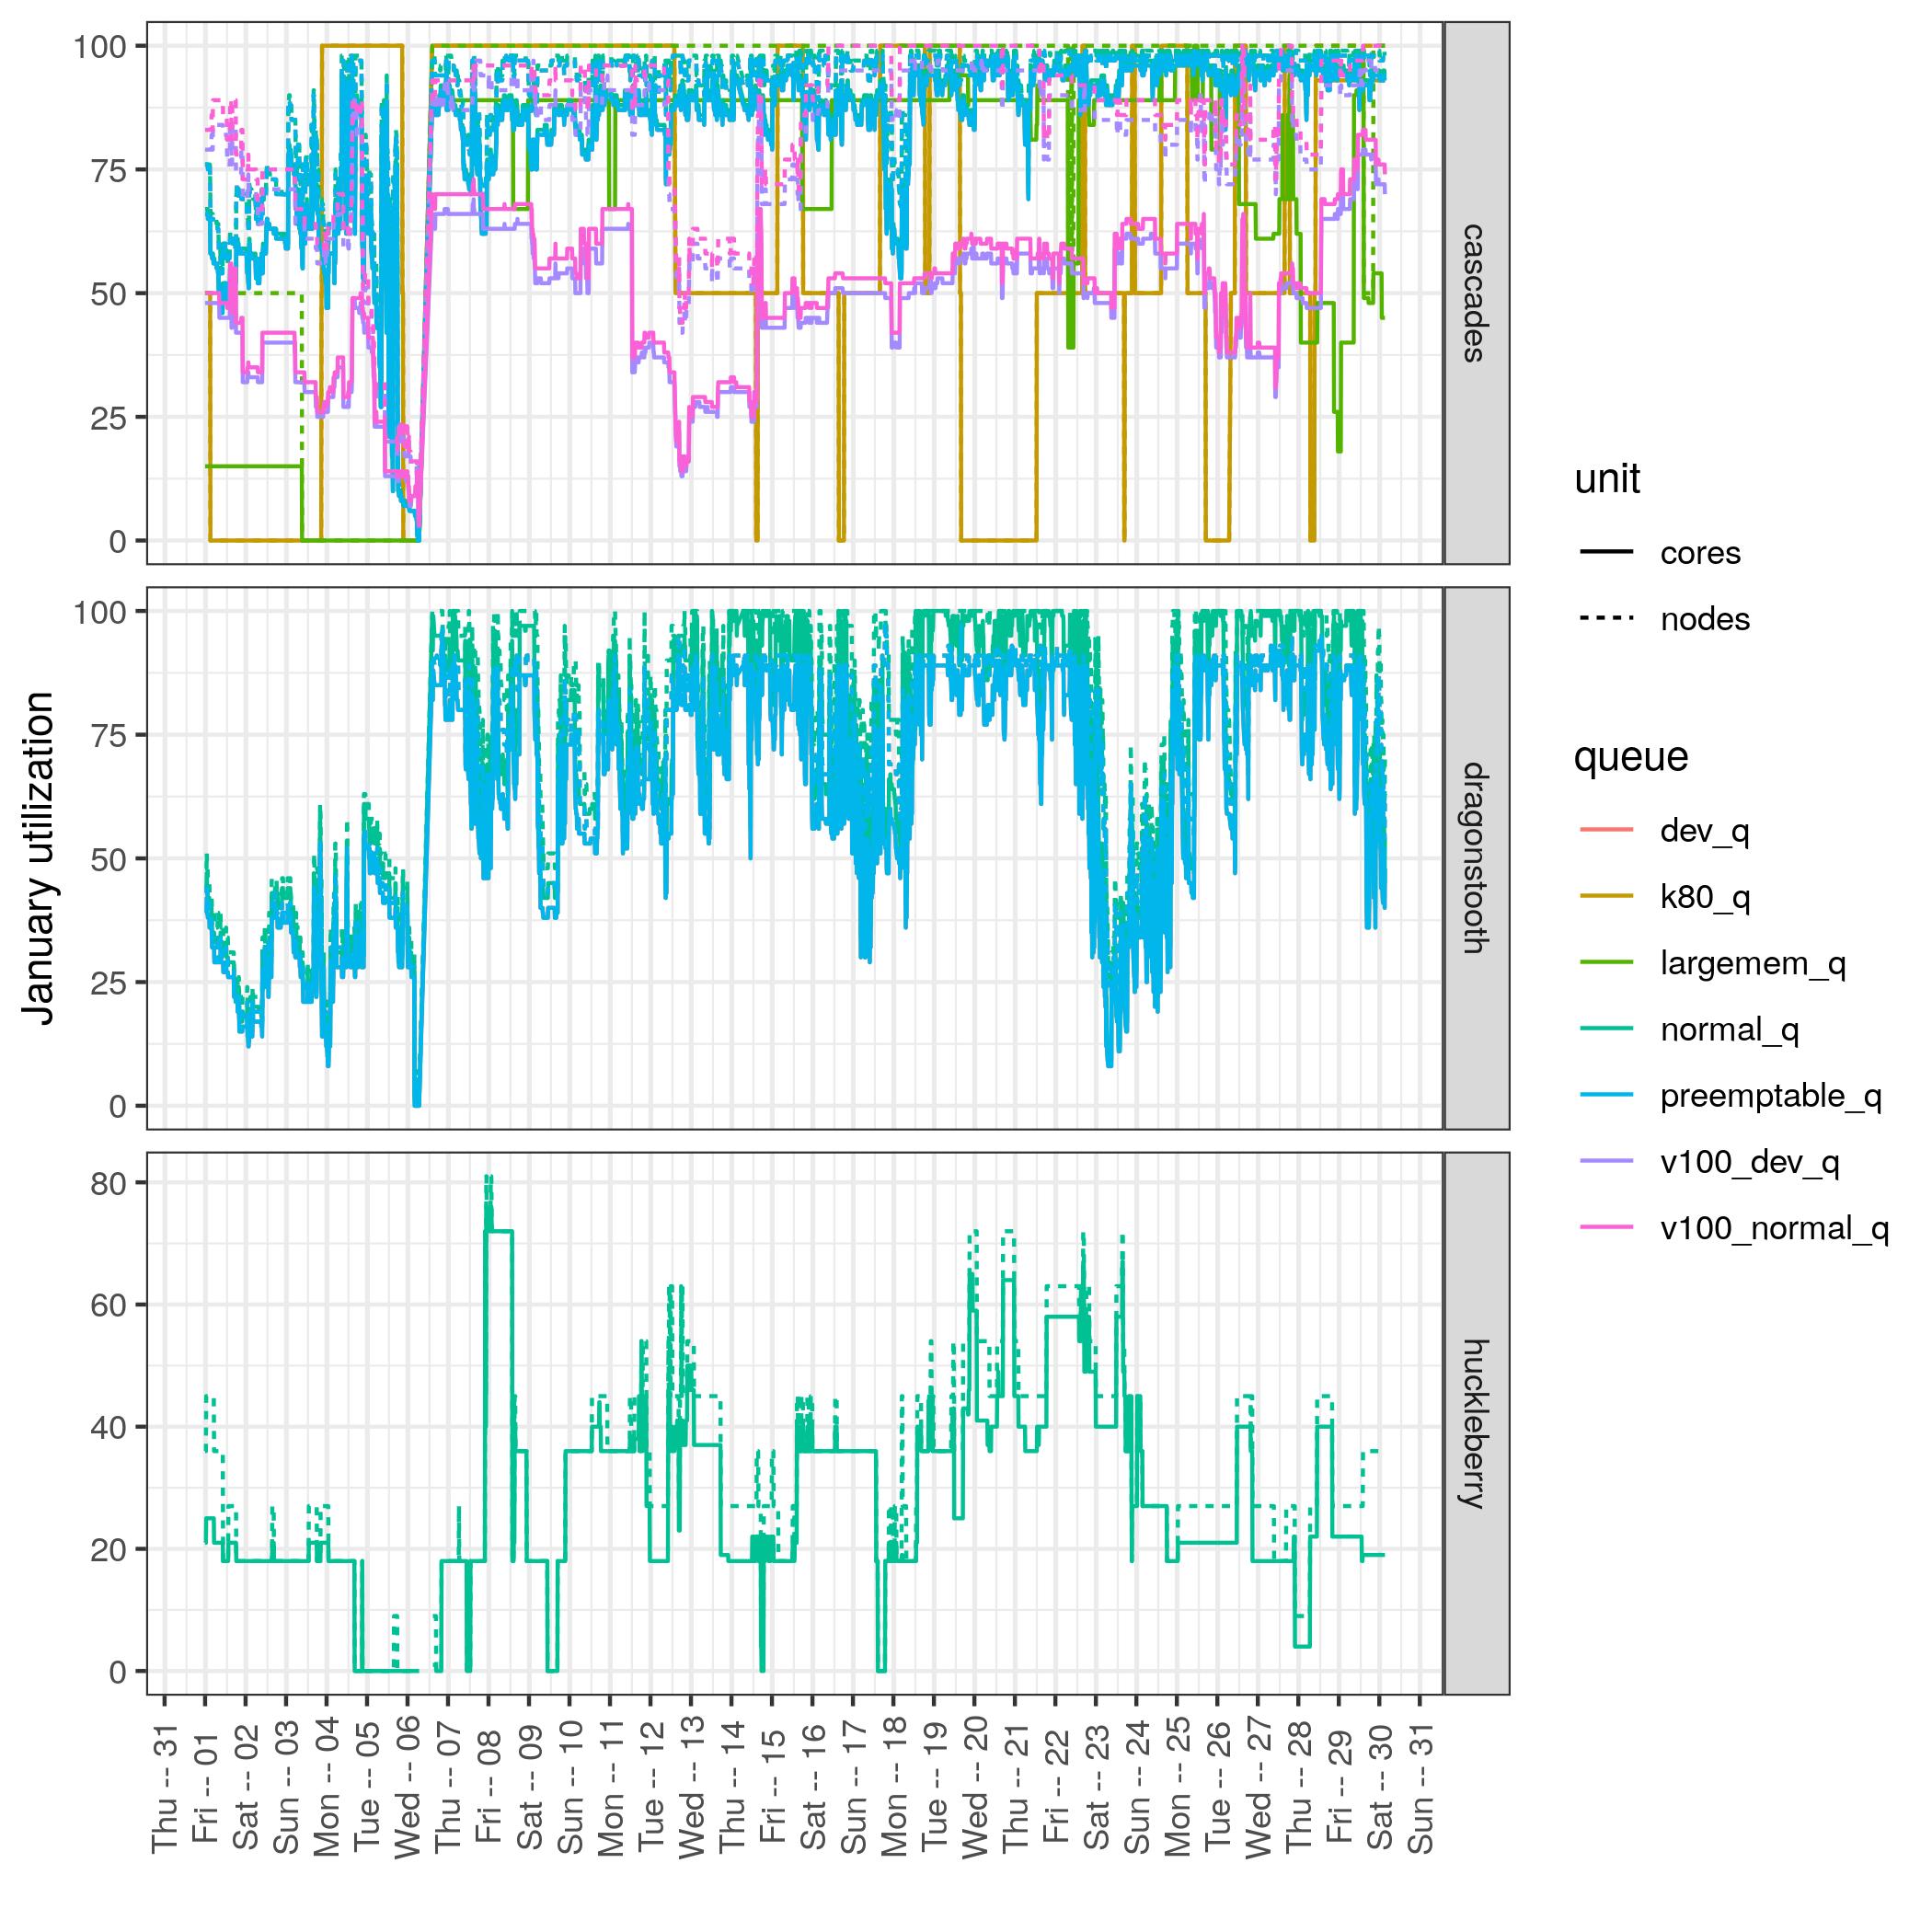 January utilization
100
75
50
25
0
cascades
100
75
50
25
0
dragonstooth
80
60
40
20
0
huckleberry
Thu -- 31
Fri -- 01
Sat -- 02
Sun -- 03
Mon -- 04
Tue -- 05
Wed -- 06
Thu -- 07
Fri -- 08
Sat -- 09
Sun -- 10
Mon -- 11
Tue -- 12
Wed -- 13
Thu -- 14
Fri -- 15
Sat -- 16
Sun -- 17
Mon -- 18
Tue -- 19
Wed -- 20
Thu -- 21
Fri -- 22
Sat -- 23
Sun -- 24
Mon -- 25
Tue -- 26
Wed -- 27
Thu -- 28
Fri -- 29
Sat -- 30
Sun -- 31
unit
cores
nodes
queue
dev_q
k80_q
largemem_q
normal_q
preemptable_q
v100_dev_q
v100_normal_q